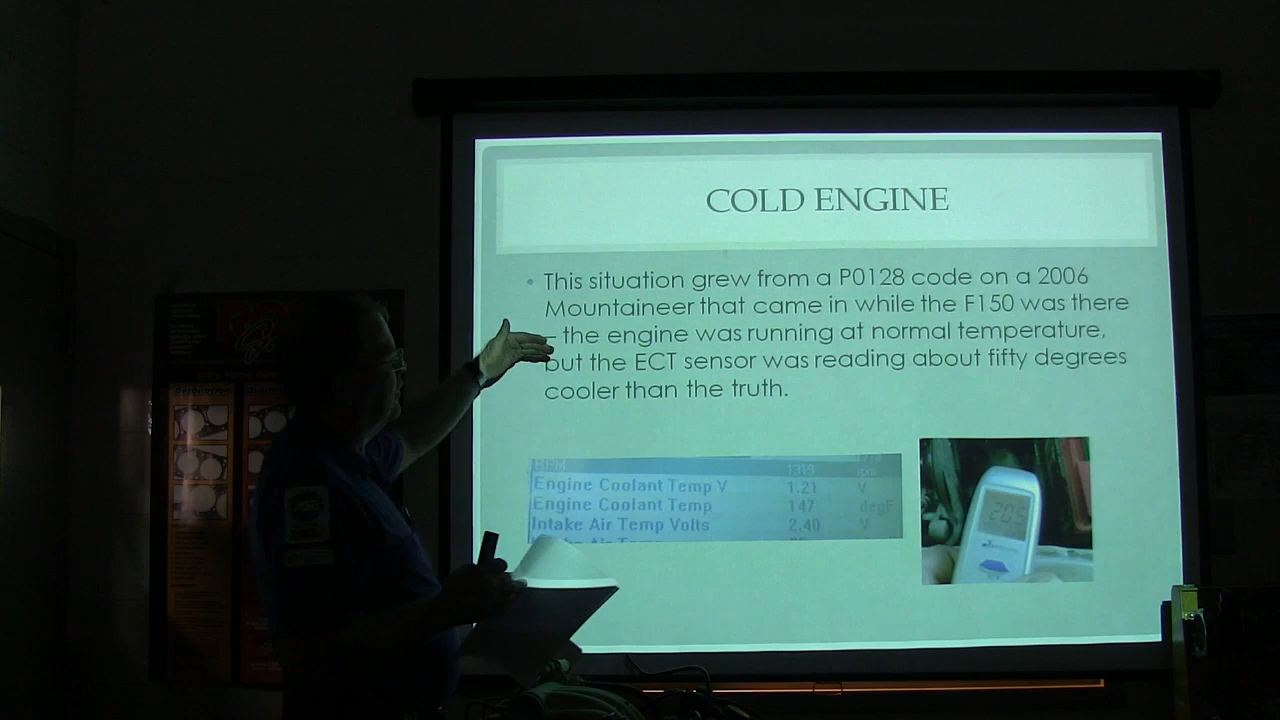 COLD ENGINE
• This situation grew from a P0128 code on a 2006
Mountaineer that came in while the F150 was there
– the engine was running at normal temperature,
but the ECT sensor was reading about fifty degrees
cooler than the truth.
RPM 1319
Engine Coolant Temp V 1.21 V
Engine Coolant Temp 147 degF
Intake Air Temp Volts 2.40 V
205